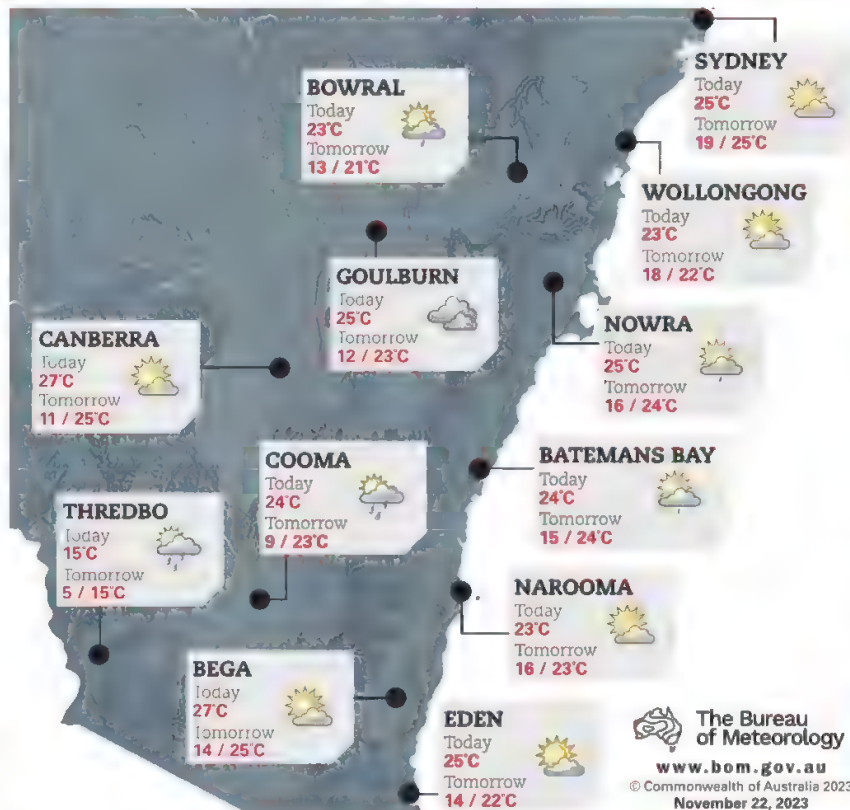 SYDNEY
Today
25°C
Tomorrow
19 / 25°C
BOWRAL
Today
23°C
Tomorrow
13 / 21°C
WOLLONGONG
Today
23°C
Tomorrow
18 / 22°C
GOULBURN
Today
25°C
Tomorrow
12 / 23°C
NOWRA
Today
25°C
Tomorrow
16 / 24°C
CANBERRA
Today
27°C
Tomorrow
11 / 25°C
COOMA
Today
24°C
Tomorrow
9 / 23°C
BATEMANS BAY
Today
24°C
Tomorrow
15 / 24°C
THREDBO
Today
15°C
Tomorrow
5 / 15°C
NAROOMA
Today
23°C
Tomorrow
16 / 23°C
BEGA
Today
27°C
Tomorrow
14 / 25°C
EDEN
Today
25°C
Tomorrow
14 / 22°C
The Bureau
of Meteorology
www.bom.gov.au
© Commonwealth of Australia 2023
November 22, 2023